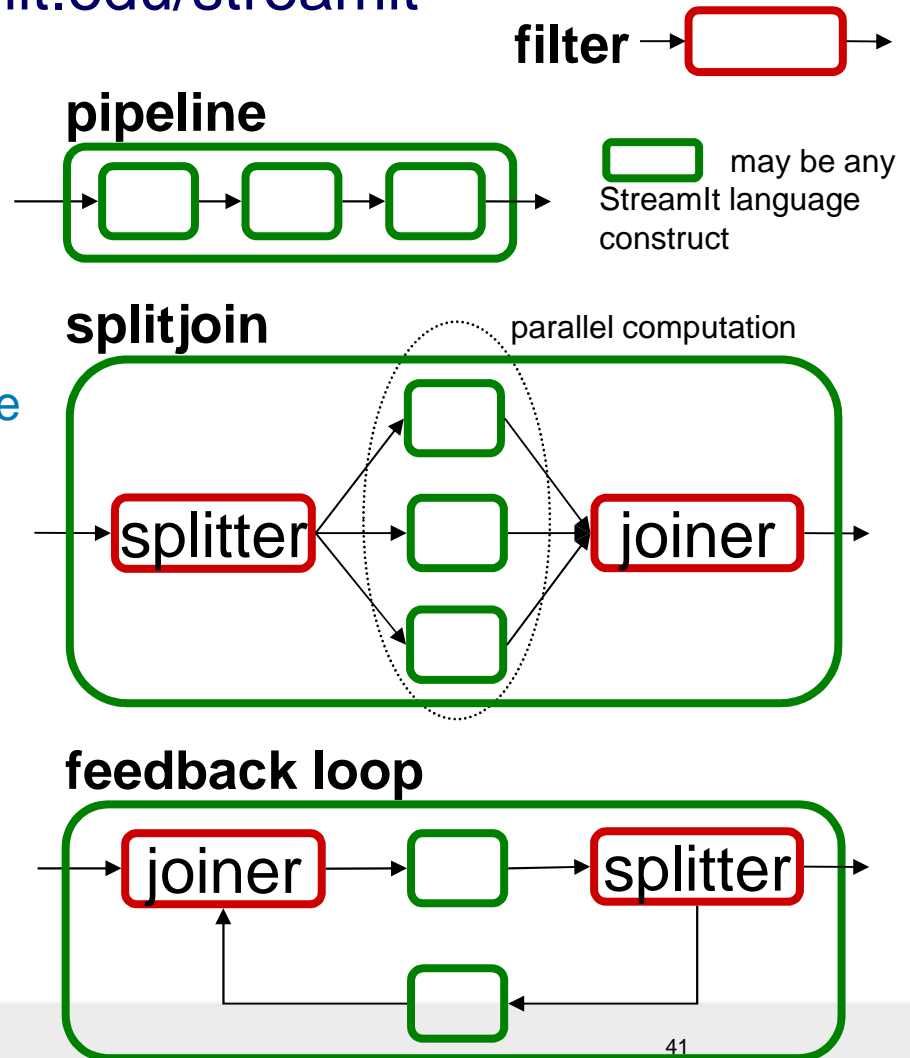 filter
pipeline
may be any
StreamIt language
construct
splitjoin
parallel computation
splitter
joiner
feedback loop
joiner
splitter
41